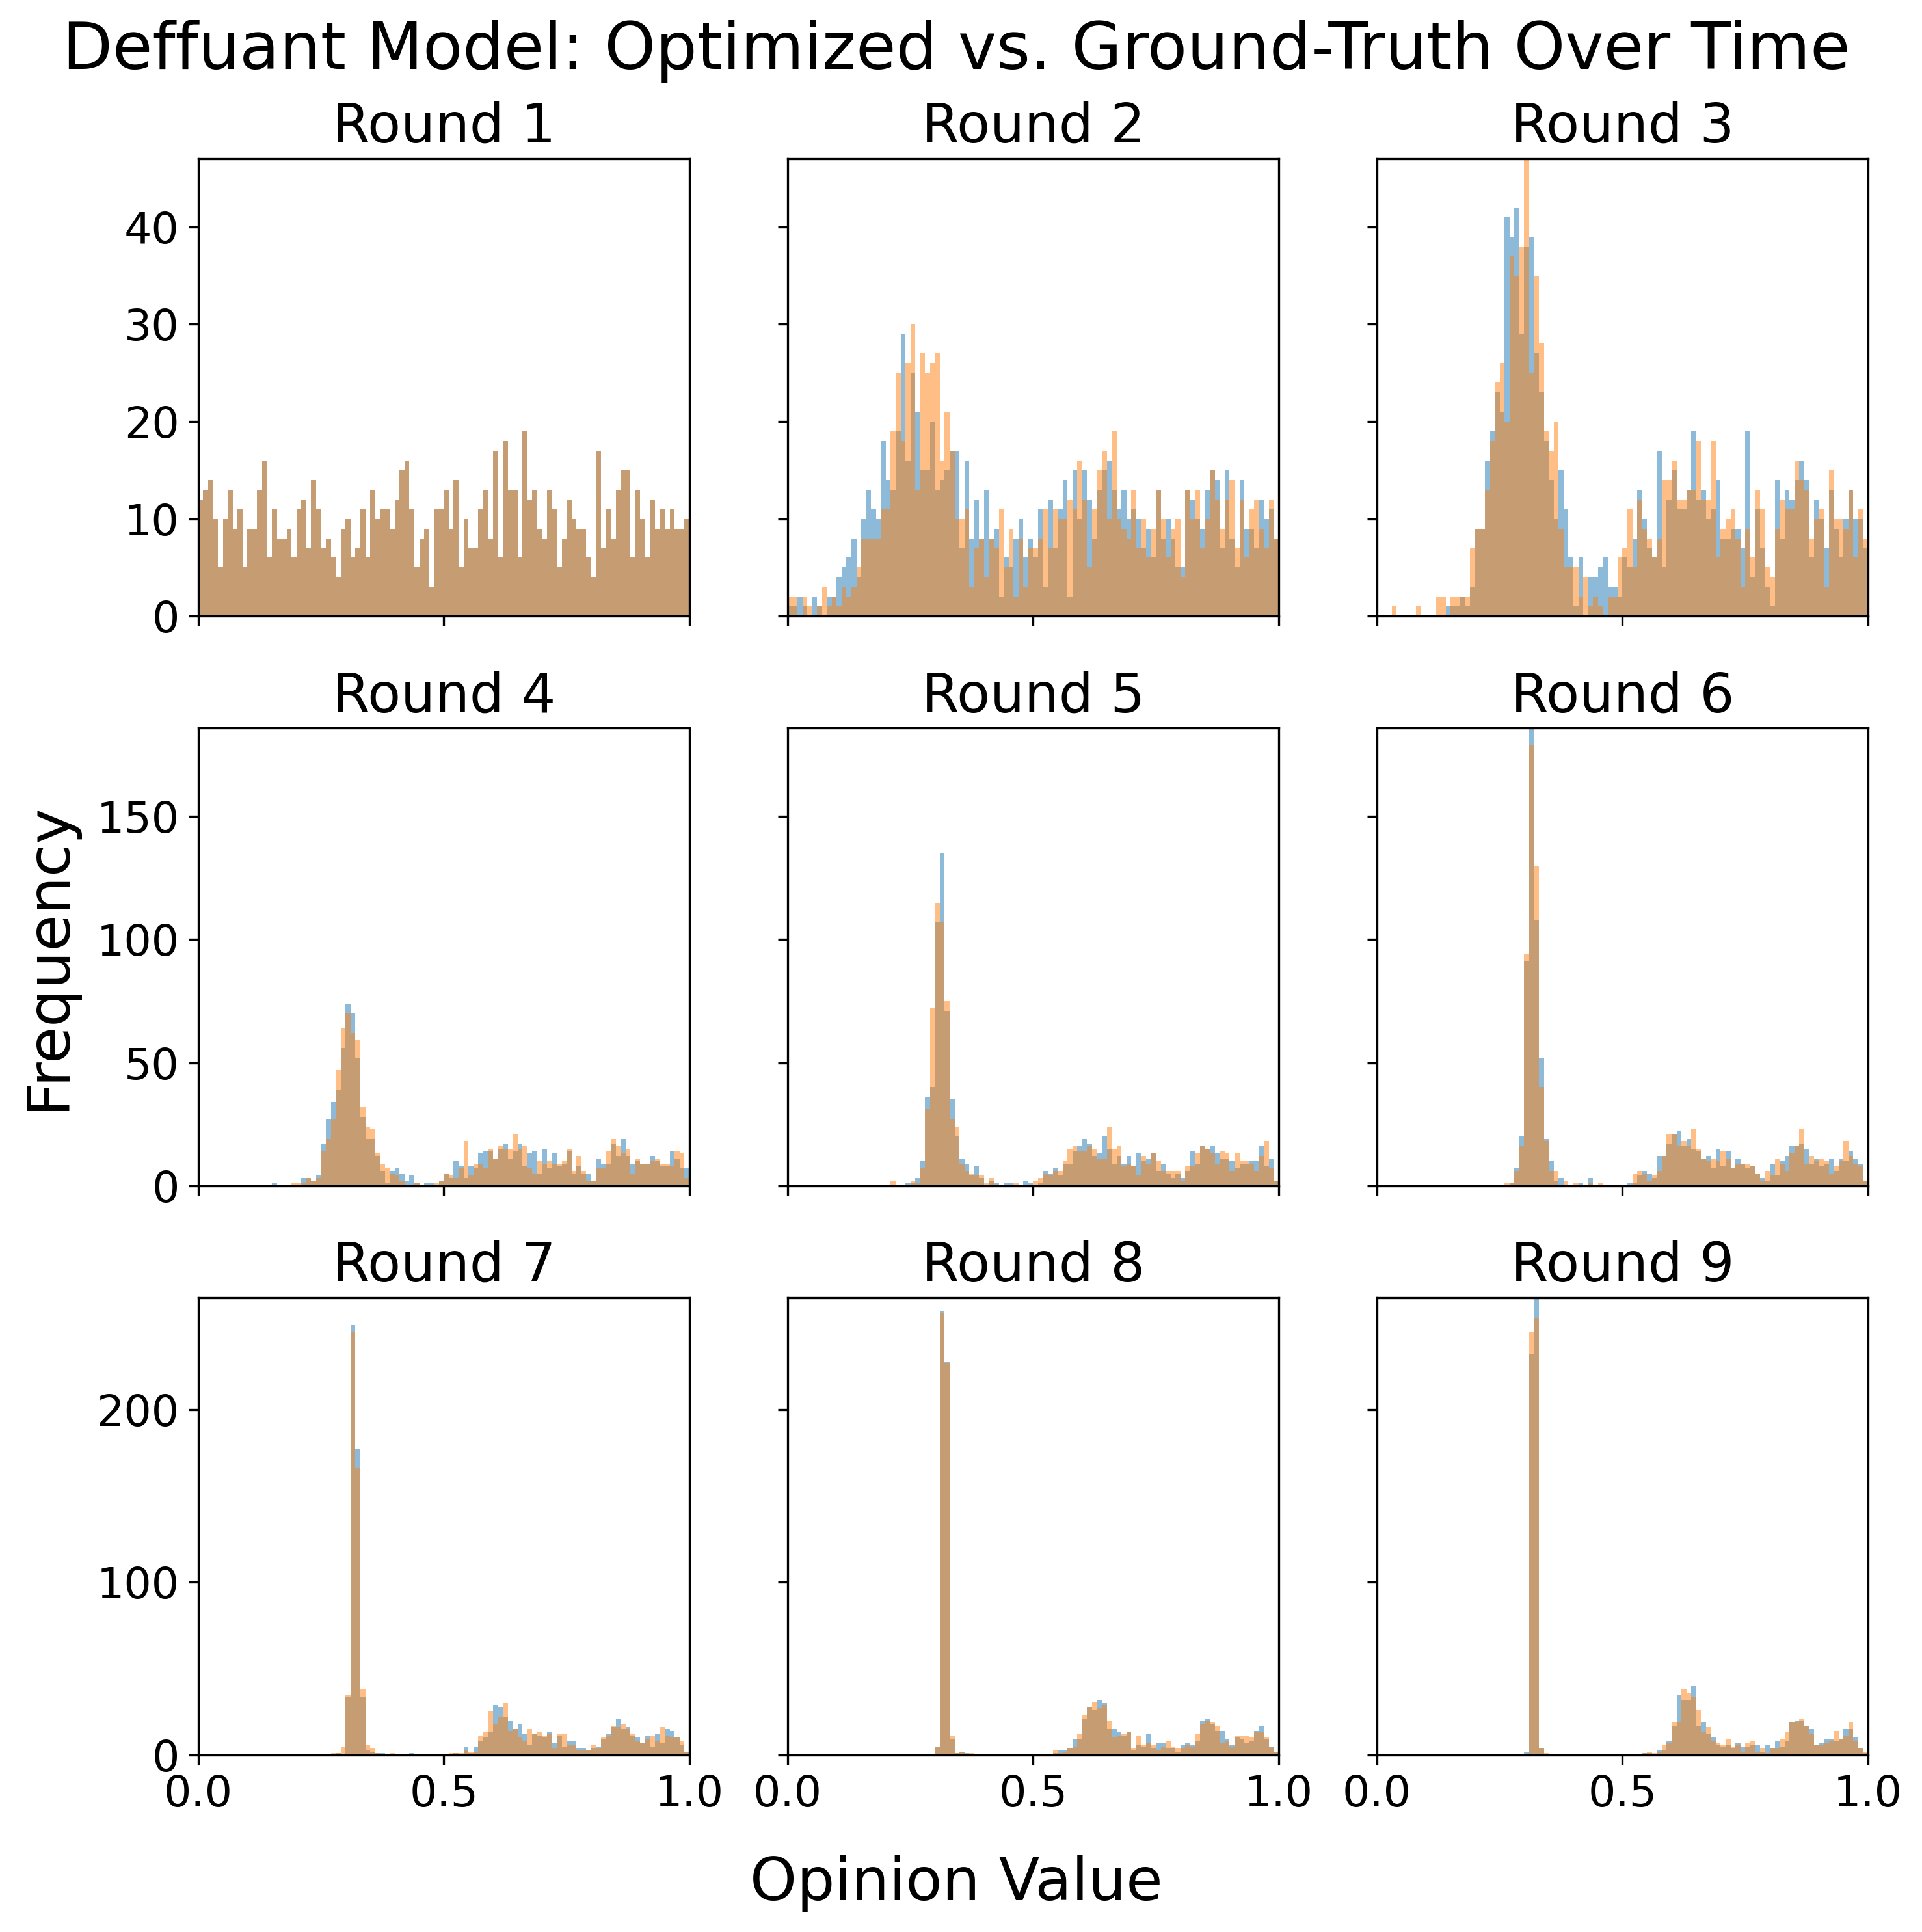 Deffuant Model: Optimized vs. Ground-Truth Over Time
Round 1
Round 2
Round 3
40
30
20
10
0
Round 4
Round 5
Round 6
150
100
50
0
Frequency
Round 7
Round 8
Round 9
200
100
0
0.0 0.5 1.0 0.0 0.5 1.0 0.0 0.5 1.0
Opinion Value